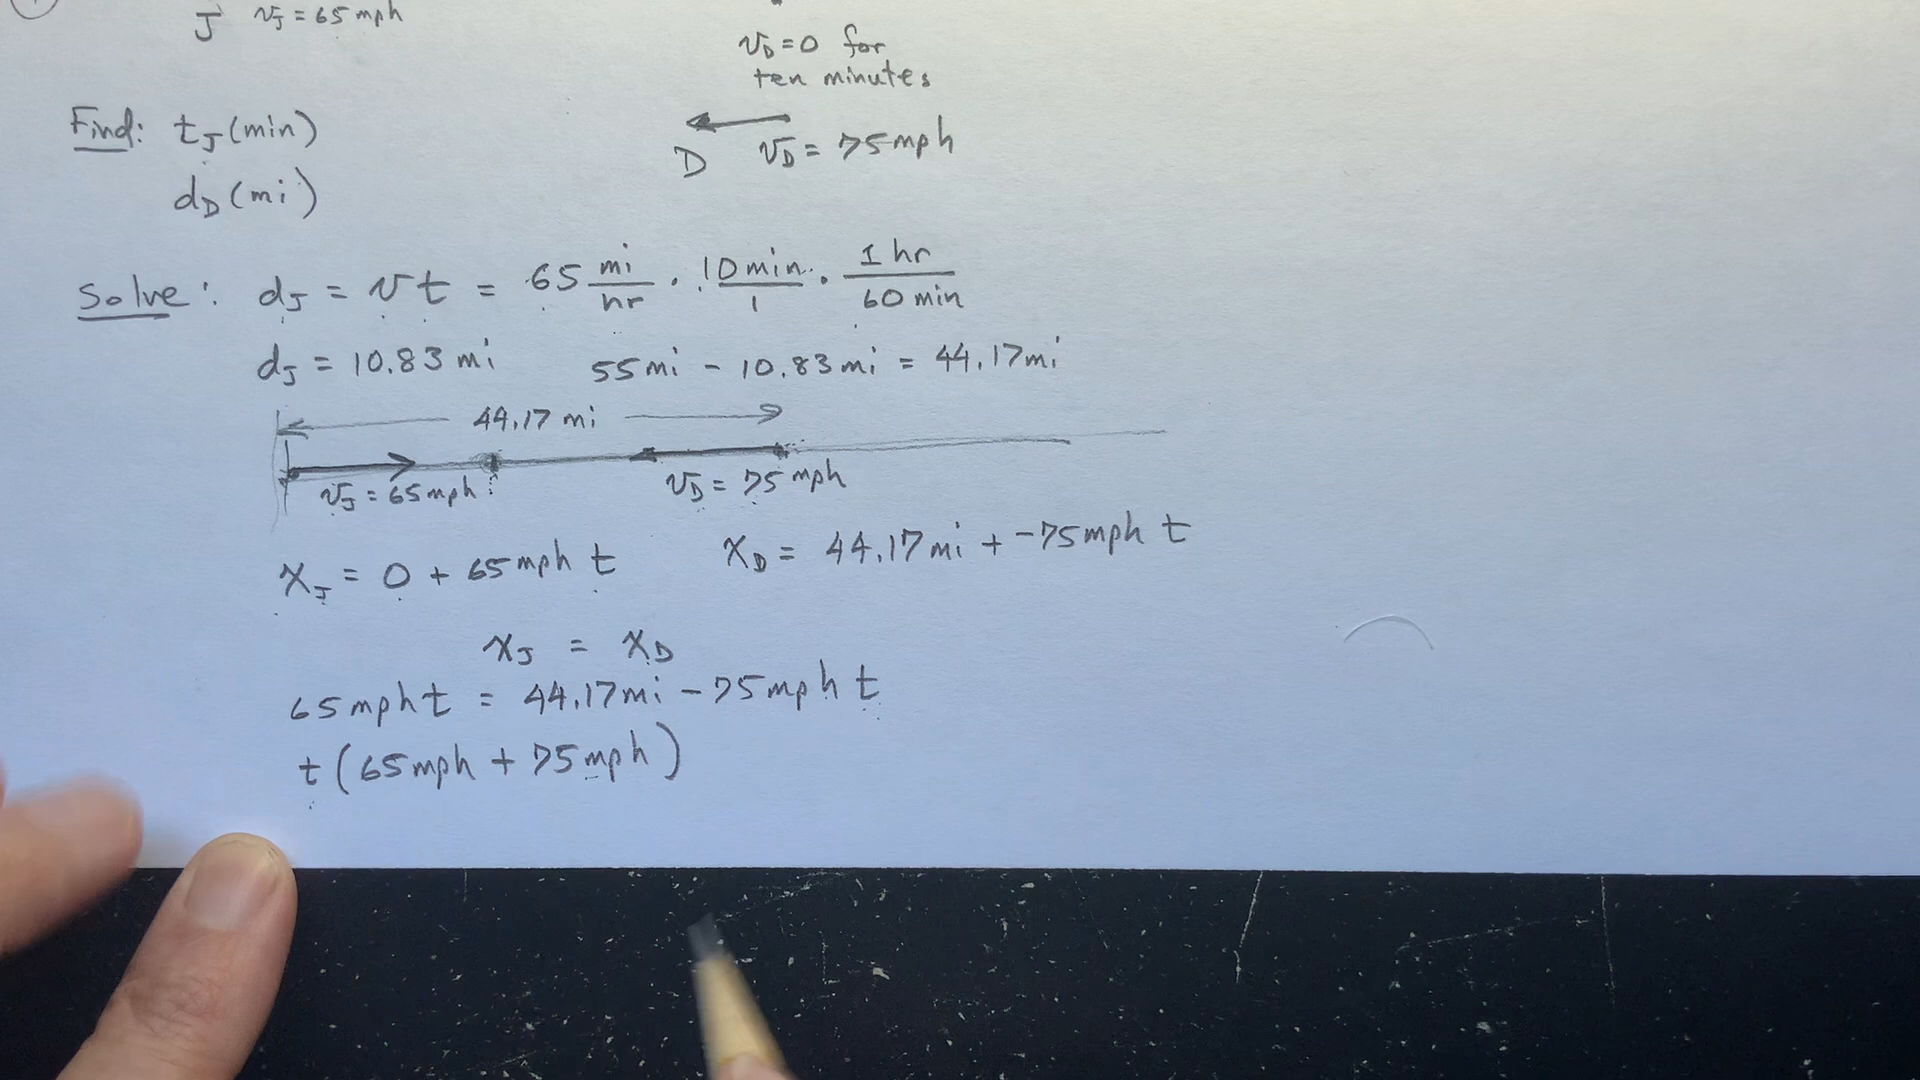 J v_J = 65 mph
v_D = 0 for
ten minutes
Find: t_J (min)
D v_D = 75 mph
d_D (mi)
Solve: d_J = vt = 65 mi/hr · 10 min/1 · 1 hr/60 min
d_J = 10.83 mi 55 mi - 10.83 mi = 44.17 mi
44.17 mi
v_J = 65 mph v_D = 75 mph
x_J = 0 + 65 mph t x_D = 44.17 mi + -75 mph t
x_J = x_D
65 mph t = 44.17 mi - 75 mph t
t (65 mph + 75 mph)